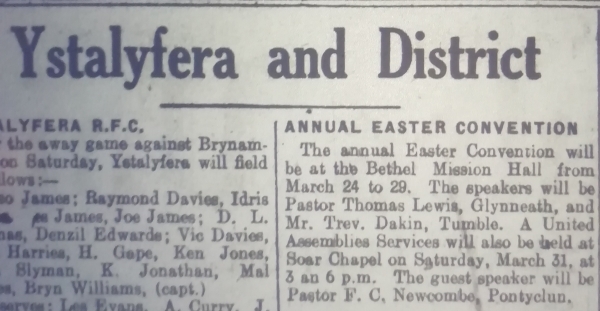 Ystalyfera and District
ALYFERA R.F.C.
the away game against Brynam-
on Saturday, Ystalyfera will field
lows:—
James; Raymond Davies, Idris
James, Joe James; D. L.
Denzil Edwards; Vic Davies,
Harries, H. Gape, Ken Jones,
Slyman, K. Jonathan, Mal
Bryn Williams, (capt.)
Les Evans, A. Curry, J.
ANNUAL EASTER CONVENTION
The annual Easter Convention will
be at the Bethel Mission Hall from
March 24 to 29. The speakers will be
Pastor Thomas Lewis, Glynneath, and
Mr. Trev. Dakin, Tumble. A United
Assemblies Services will also be held at
Soar Chapel on Saturday, March 31, at
3 an 6 p.m. The guest speaker will be
Pastor F. C. Newcombe, Pontyclun.